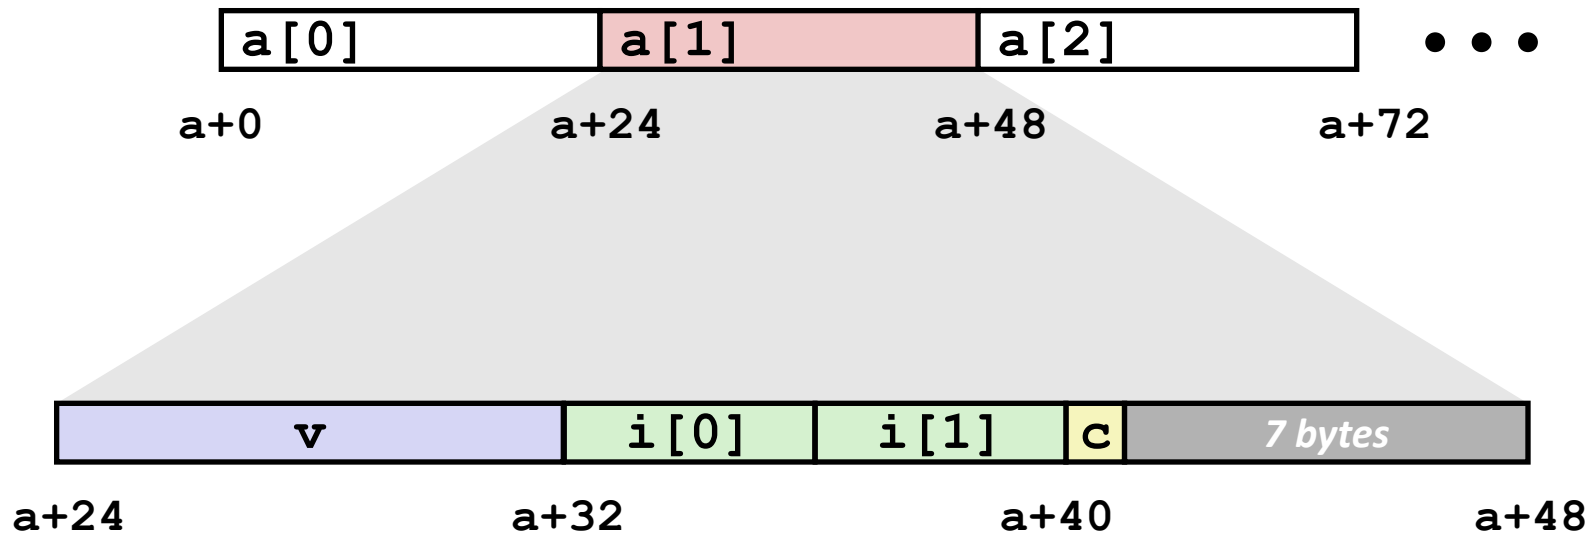 a[0] a[1] a[2] • • •
a+0 a+24 a+48 a+72
v i[0] i[1] c 7 bytes
a+24 a+32 a+40 a+48